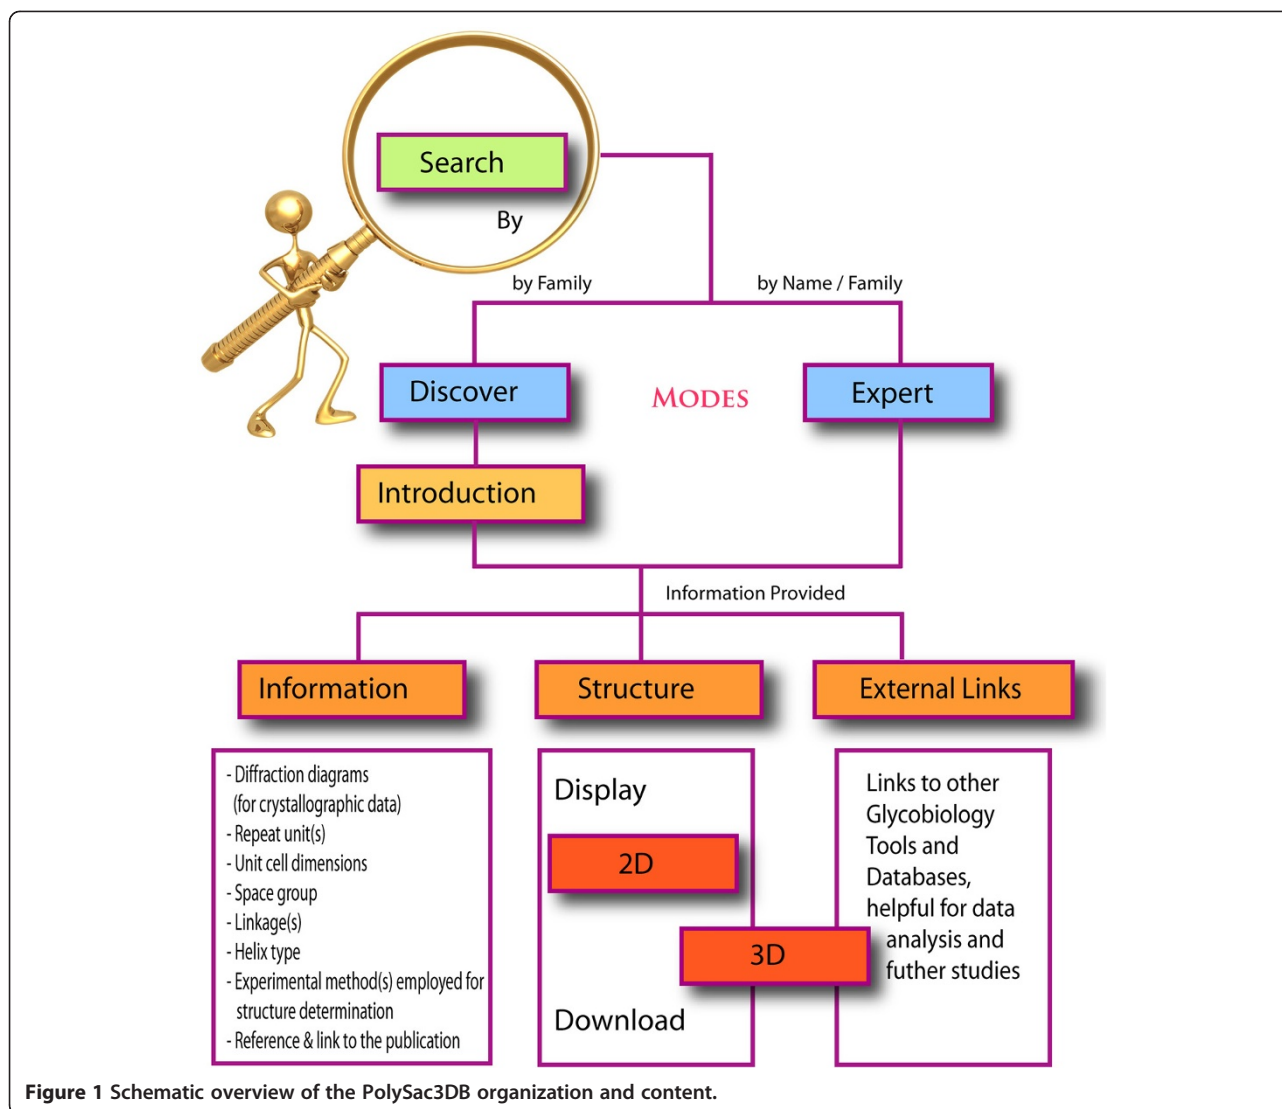 Search
By
by Family
by Name / Family
Discover
MODES
Expert
Introduction
Information Provided
Information
Structure
External Links
- Diffraction diagrams
(for crystallographic data)
- Repeat unit(s)
- Unit cell dimensions
- Space group
- Linkage(s)
- Helix type
- Experimental method(s) employed for
structure determination
- Reference & link to the publication
Display
2D
3D
Download
Links to other
Glycobiology
Tools and
Databases,
helpful for data
analysis and
futher studies
Figure 1 Schematic overview of the PolySac3DB organization and content.